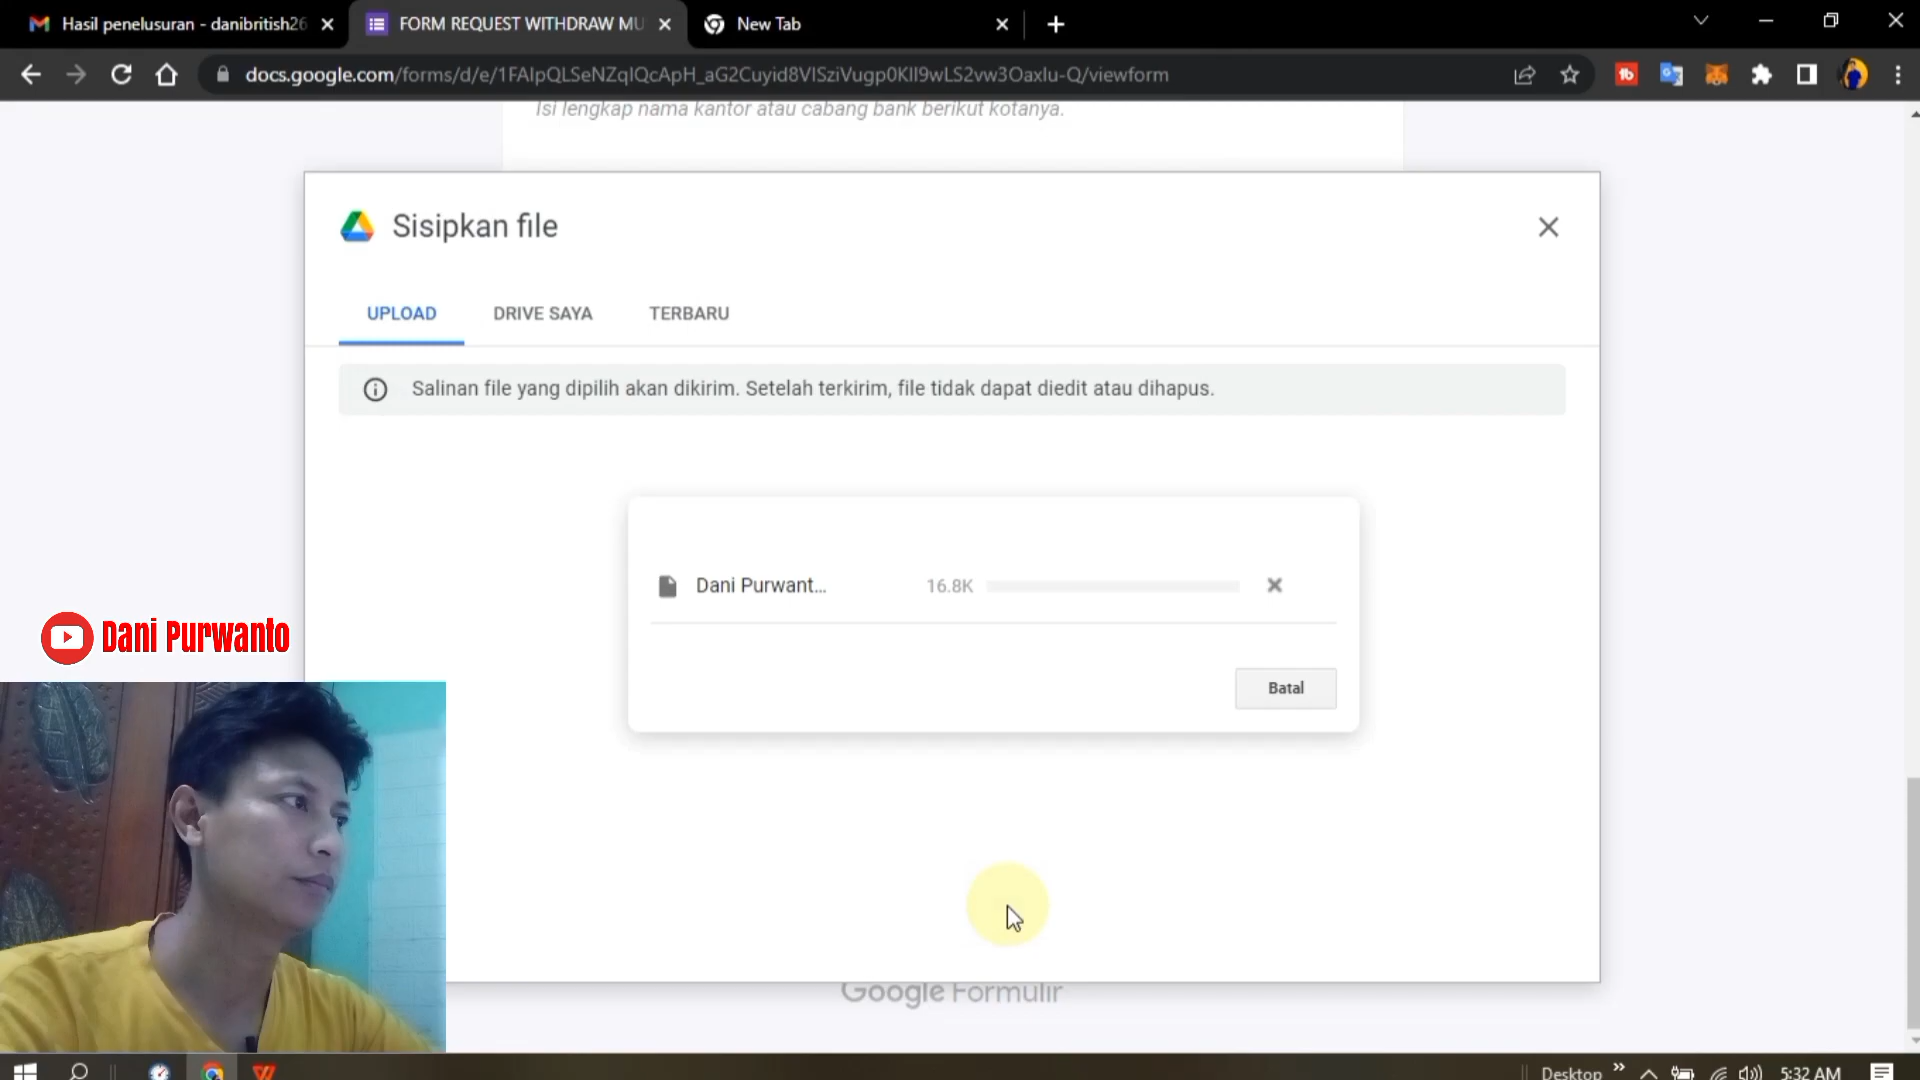 Hasil penelusuran - danibritish26
FORM REQUEST WITHDRAW MU
New Tab
docs.google.com/forms/d/e/1FAIpQLSeNZqIQcApH_aG2Cuyid8VISziVugp0KII9wLS2vw3OaxIu-Q/viewform
Isi lengkap nama kantor atau cabang bank berikut kotanya.
Sisipkan file
UPLOAD
DRIVE SAYA
TERBARU
Salinan file yang dipilih akan dikirim. Setelah terkirim, file tidak dapat diedit atau dihapus.
Dani Purwant...
16.8K
Batal
Dani Purwanto
Google Formulir
Desktop
5:32 AM